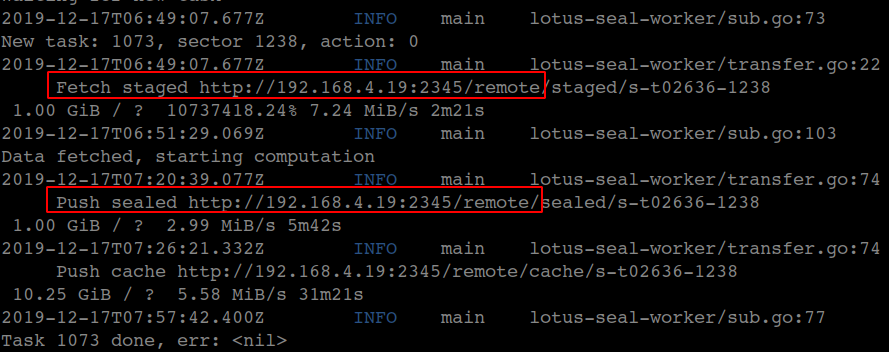 2019-12-17T06:49:07.677Z INFO main lotus-seal-worker/sub.go:73
New task: 1073, sector 1238, action: 0
2019-12-17T06:49:07.677Z INFO main lotus-seal-worker/transfer.go:22
Fetch staged http://192.168.4.19:2345/remote/staged/s-t02636-1238
1.00 GiB / ? 10737418.24% 7.24 MiB/s 2m21s
2019-12-17T06:51:29.069Z INFO main lotus-seal-worker/sub.go:103
Data fetched, starting computation
2019-12-17T07:20:39.077Z INFO main lotus-seal-worker/transfer.go:74
Push sealed http://192.168.4.19:2345/remote/sealed/s-t02636-1238
1.00 GiB / ? 2.99 MiB/s 5m42s
2019-12-17T07:26:21.332Z INFO main lotus-seal-worker/transfer.go:74
Push cache http://192.168.4.19:2345/remote/cache/s-t02636-1238
10.25 GiB / ? 5.58 MiB/s 31m21s
2019-12-17T07:57:42.400Z INFO main lotus-seal-worker/sub.go:77
Task 1073 done, err: <nil>